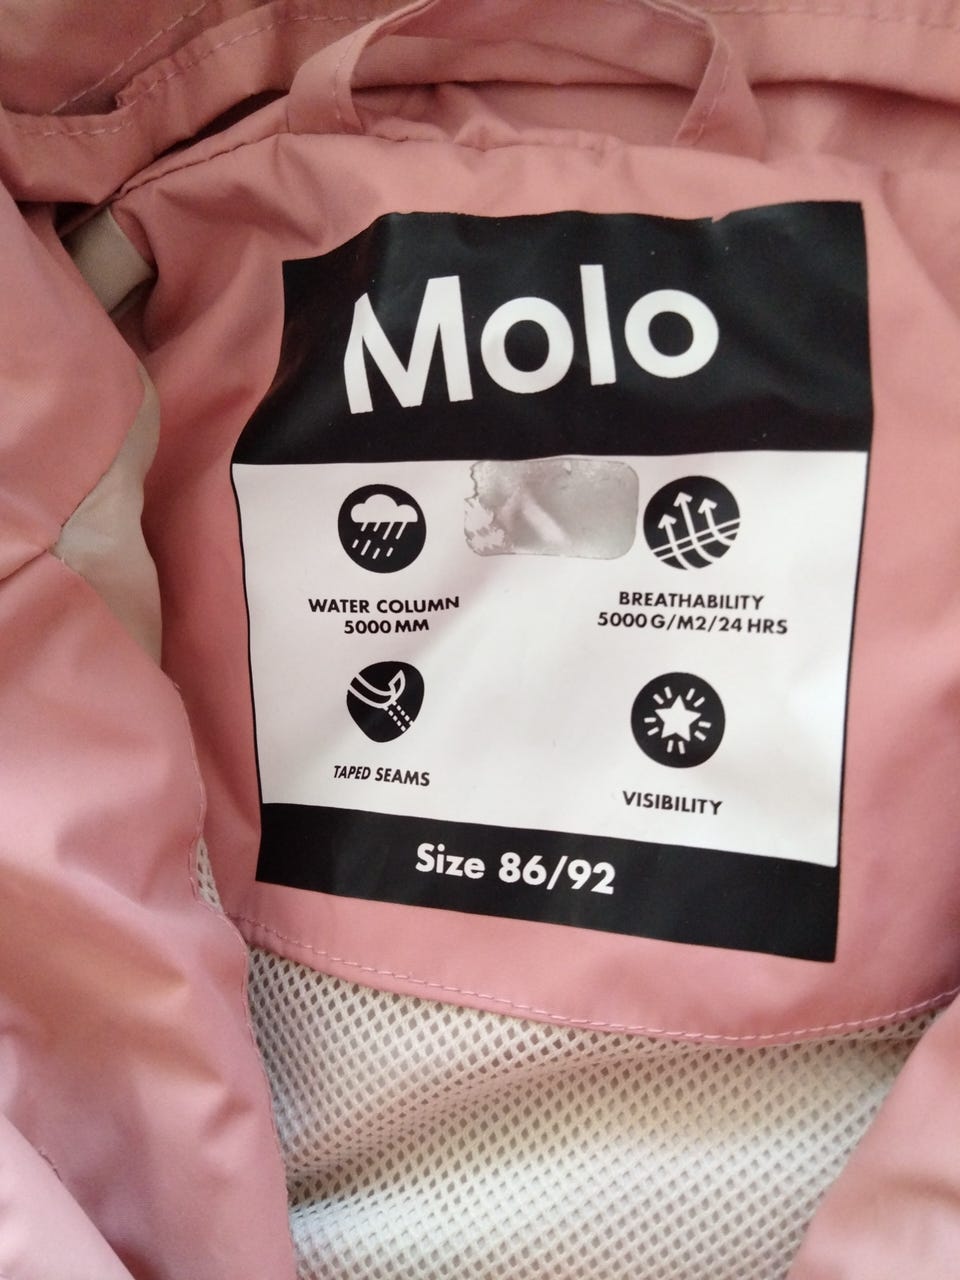 Molo
WATER COLUMN
5000 MM
BREATHABILITY
5000 G/M2/24 HRS
TAPED SEAMS
VISIBILITY
Size 86/92